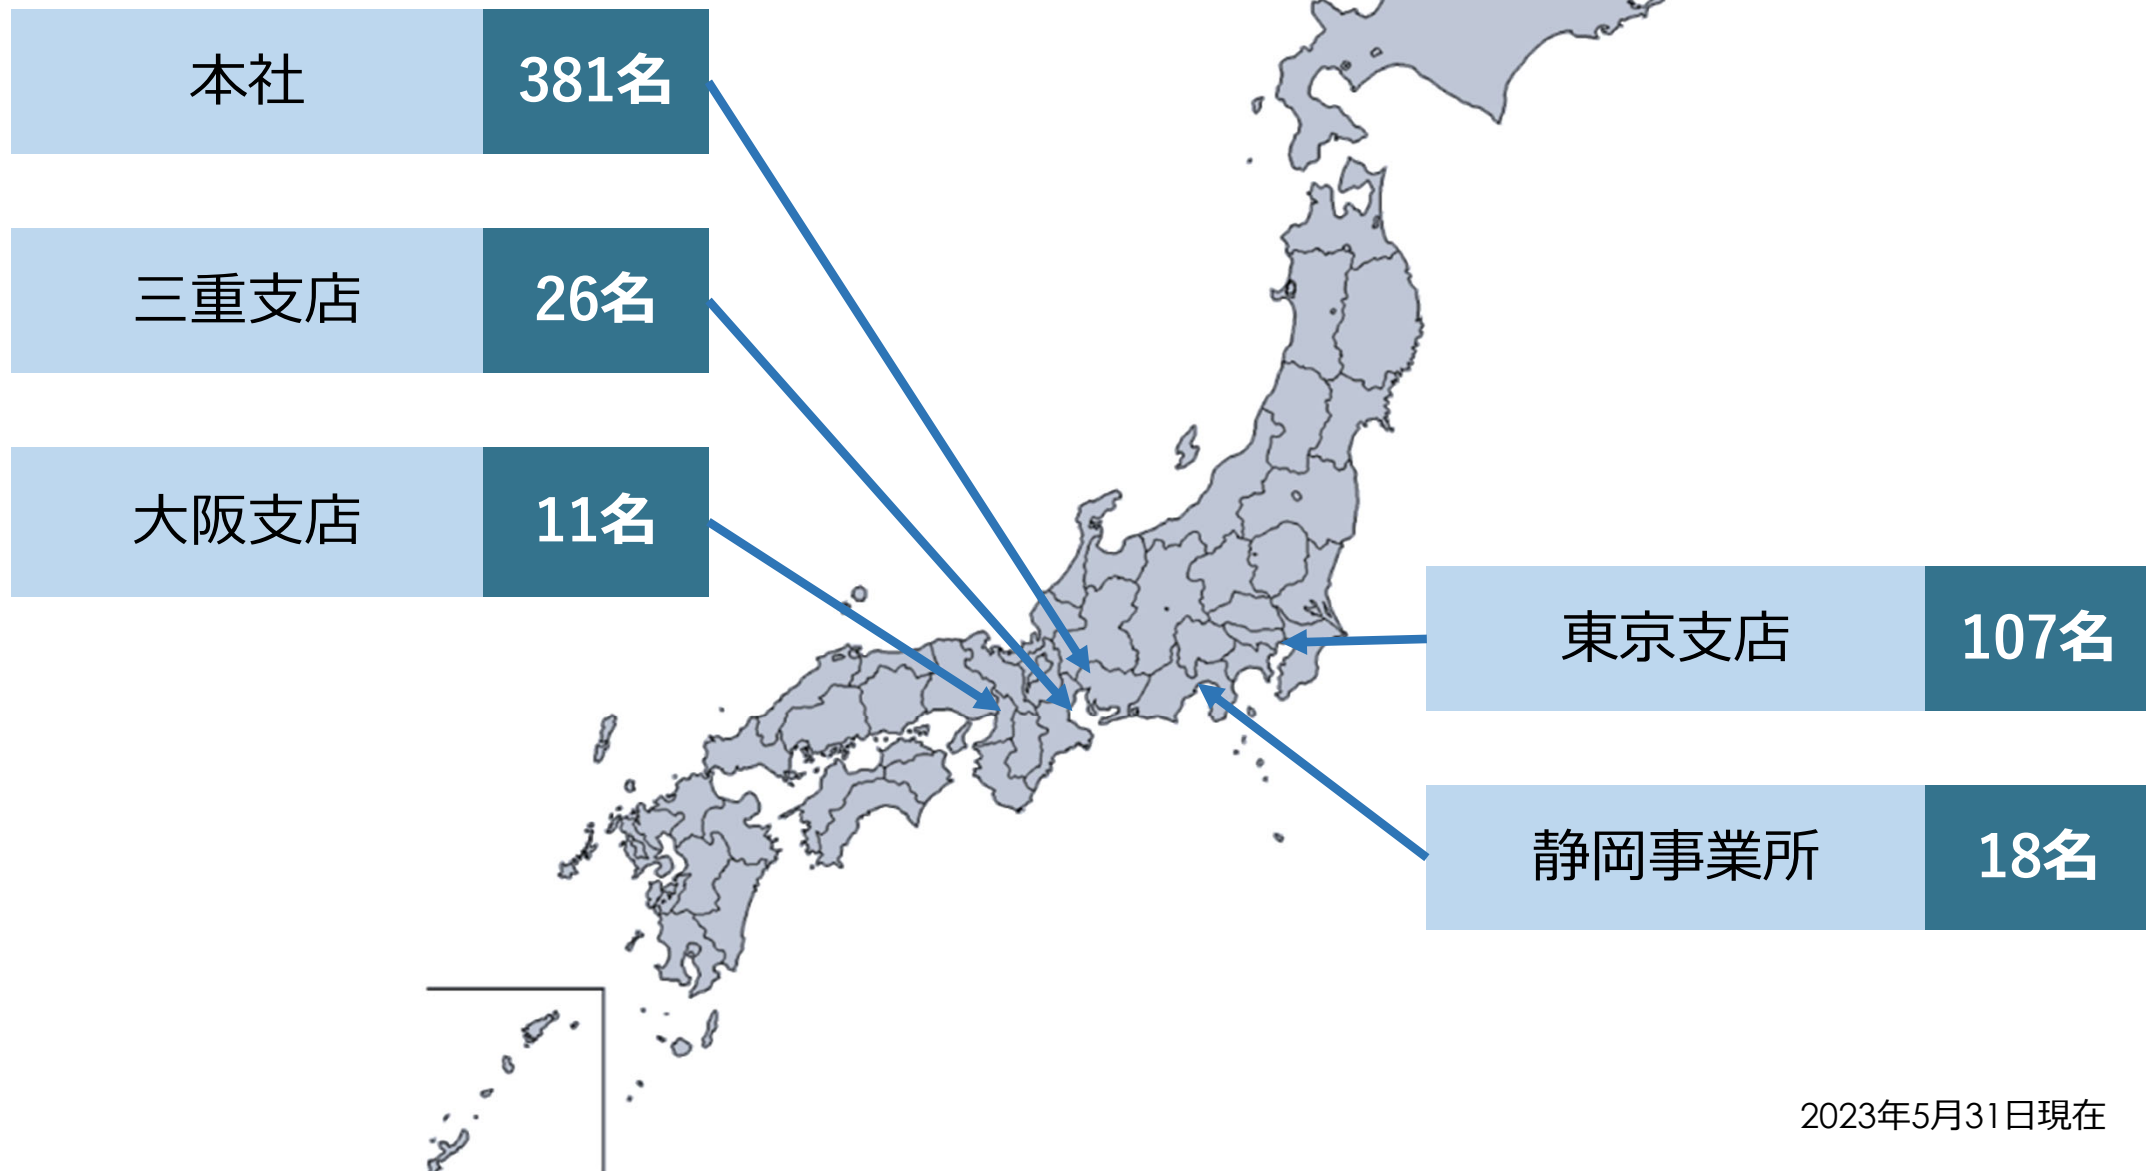 本社 381名
三重支店 26名
大阪支店 11名
東京支店 107名
静岡事業所 18名
2023年5月31日現在